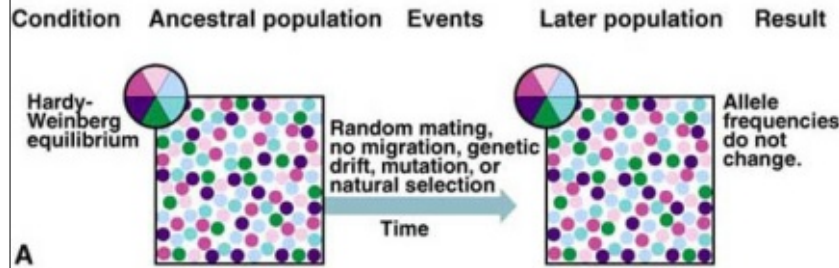 Condition Ancestral population Events Later population Result
Hardy-
Weinberg
equilibrium
Random mating,
no migration, genetic
drift, mutation, or
natural selection
Time
Allele
frequencies
do not
change.
A